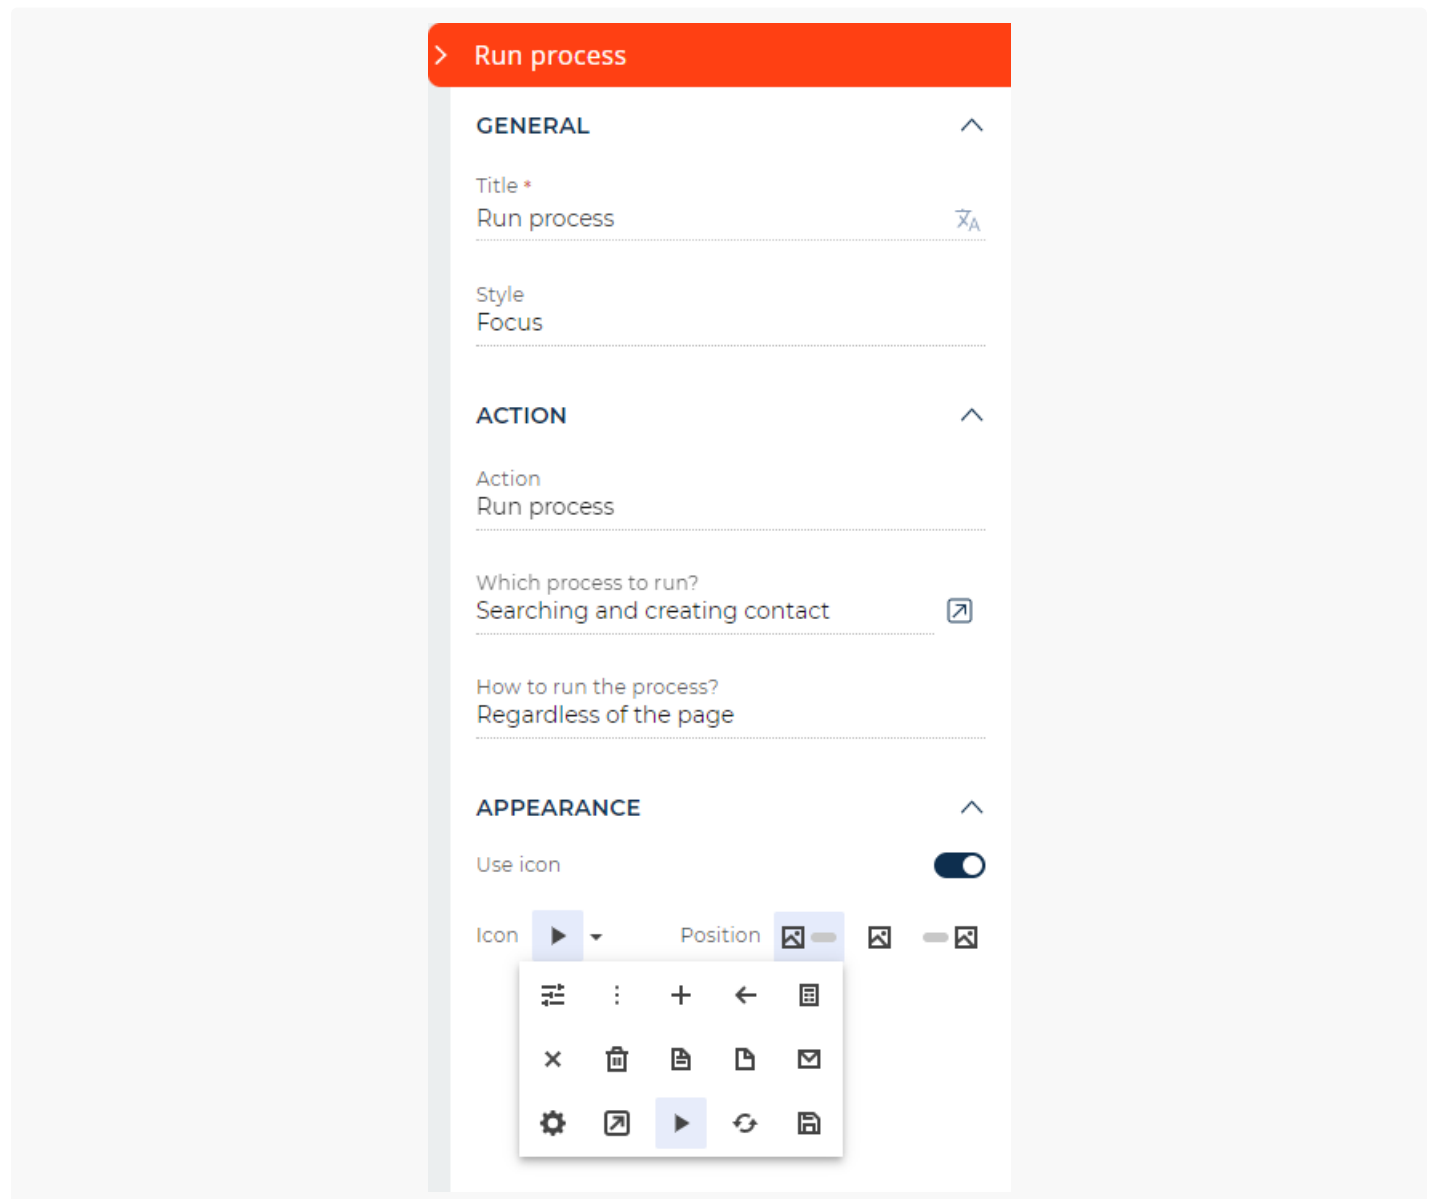 Run process
GENERAL
Title *
Run process
Style
Focus
ACTION
Action
Run process
Which process to run?
Searching and creating contact
How to run the process?
Regardless of the page
APPEARANCE
Use icon
Icon Position